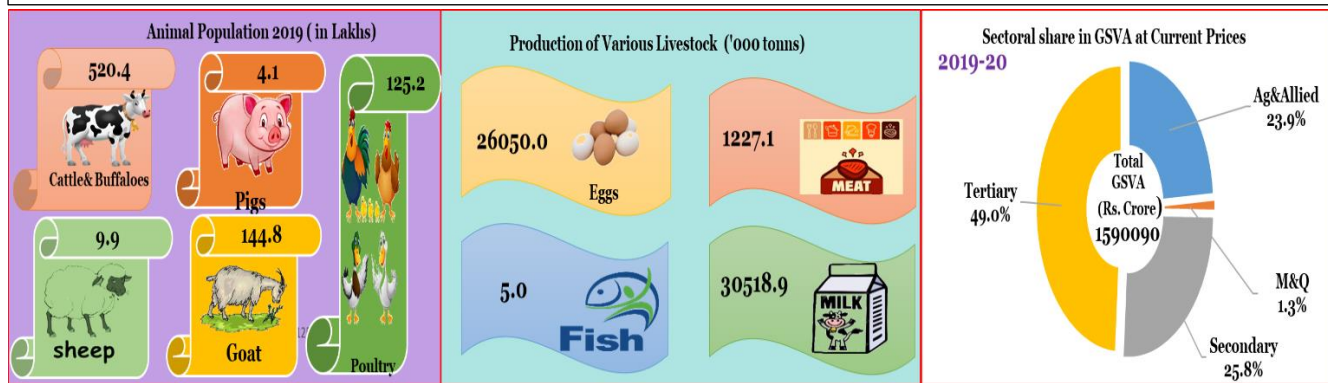 Animal Population 2019 ( in Lakhs)
520.4
Cattle& Buffaloes
4.1
Pigs
125.2
Poultry
9.9
sheep
144.8
Goat
Production of Various Livestock ('000 tonns)
26050.0
Eggs
1227.1
MEAT
5.0
Fish
30518.9
MILK
Sectoral share in GSVA at Current Prices
2019-20
Ag&Allied
23.9%
Total
GSVA
(Rs. Crore)
1590090
Tertiary
49.0%
M&Q
1.3%
Secondary
25.8%